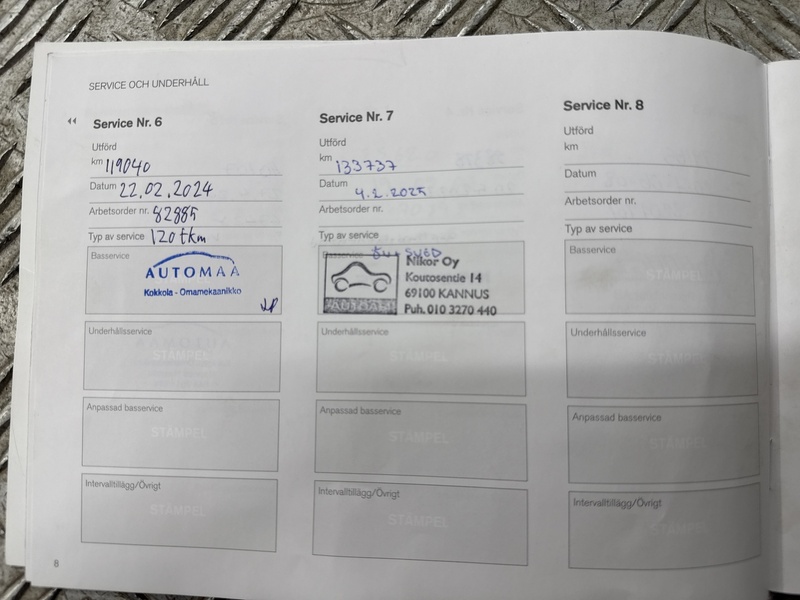 SERVICE OCH UNDERHÅLL
Service Nr. 6
Utförd
km 119040
Datum 22.02.2024
Arbetsorder nr. 82885
Typ av service 120 tkm
Basservice
AUTOMAA
Kokkola - Omamekaanikko
Underhållsservice
STÄMPEL
Anpassad basservice
STÄMPEL
Intervalltillägg/Övrigt
STÄMPEL
Service Nr. 7
Utförd
km 133737
Datum 4.2.2025
Arbetsorder nr.
Typ av service
Basservice
Nikor Oy
Koutosentie 14
69100 KANNUS
Puh. 010 3270 440
Underhållsservice
STÄMPEL
Anpassad basservice
STÄMPEL
Intervalltillägg/Övrigt
STÄMPEL
Service Nr. 8
Utförd
km
Datum
Arbetsorder nr.
Typ av service
Basservice
STÄMPEL
Underhållsservice
STÄMPEL
Anpassad basservice
STÄMPEL
Intervalltillägg/Övrigt
STÄMPEL
8